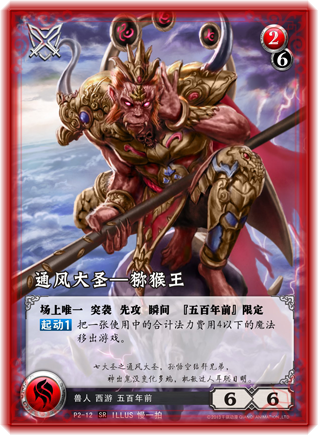 2
6
通风大圣—猕猴王
场上唯一 突袭 先攻 瞬间 『五百年前』限定
起动1 把一张使用中的合计法力费用4以下的魔法
移出游戏。
七大圣之通风大圣，孙悟空结拜兄弟，
神出鬼没变化多端，机敏过人耳聪目明。
兽人 西游 五百年前
6 6
P2-12 SR ILLUS 慢一拍